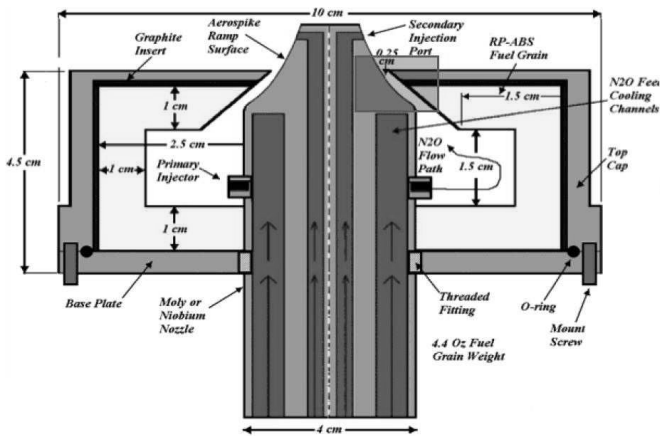 10 cm
Aerospike
Ramp
Surface
Secondary
Injection
Port
Graphite
Insert
0.25
cm
RP-ABS
Fuel Grain
N2O Feed
Cooling
Channels
1.5 cm
1 cm
4.5 cm
2.5 cm
1 cm
Primary
Injector
N2O
Flow
Path
1.5 cm
Top
Cap
1 cm
Base Plate
Moly or
Niobium
Nozzle
Threaded
Fitting
O-ring
Mount
Screw
4.4 Oz Fuel
Grain Weight
4 cm